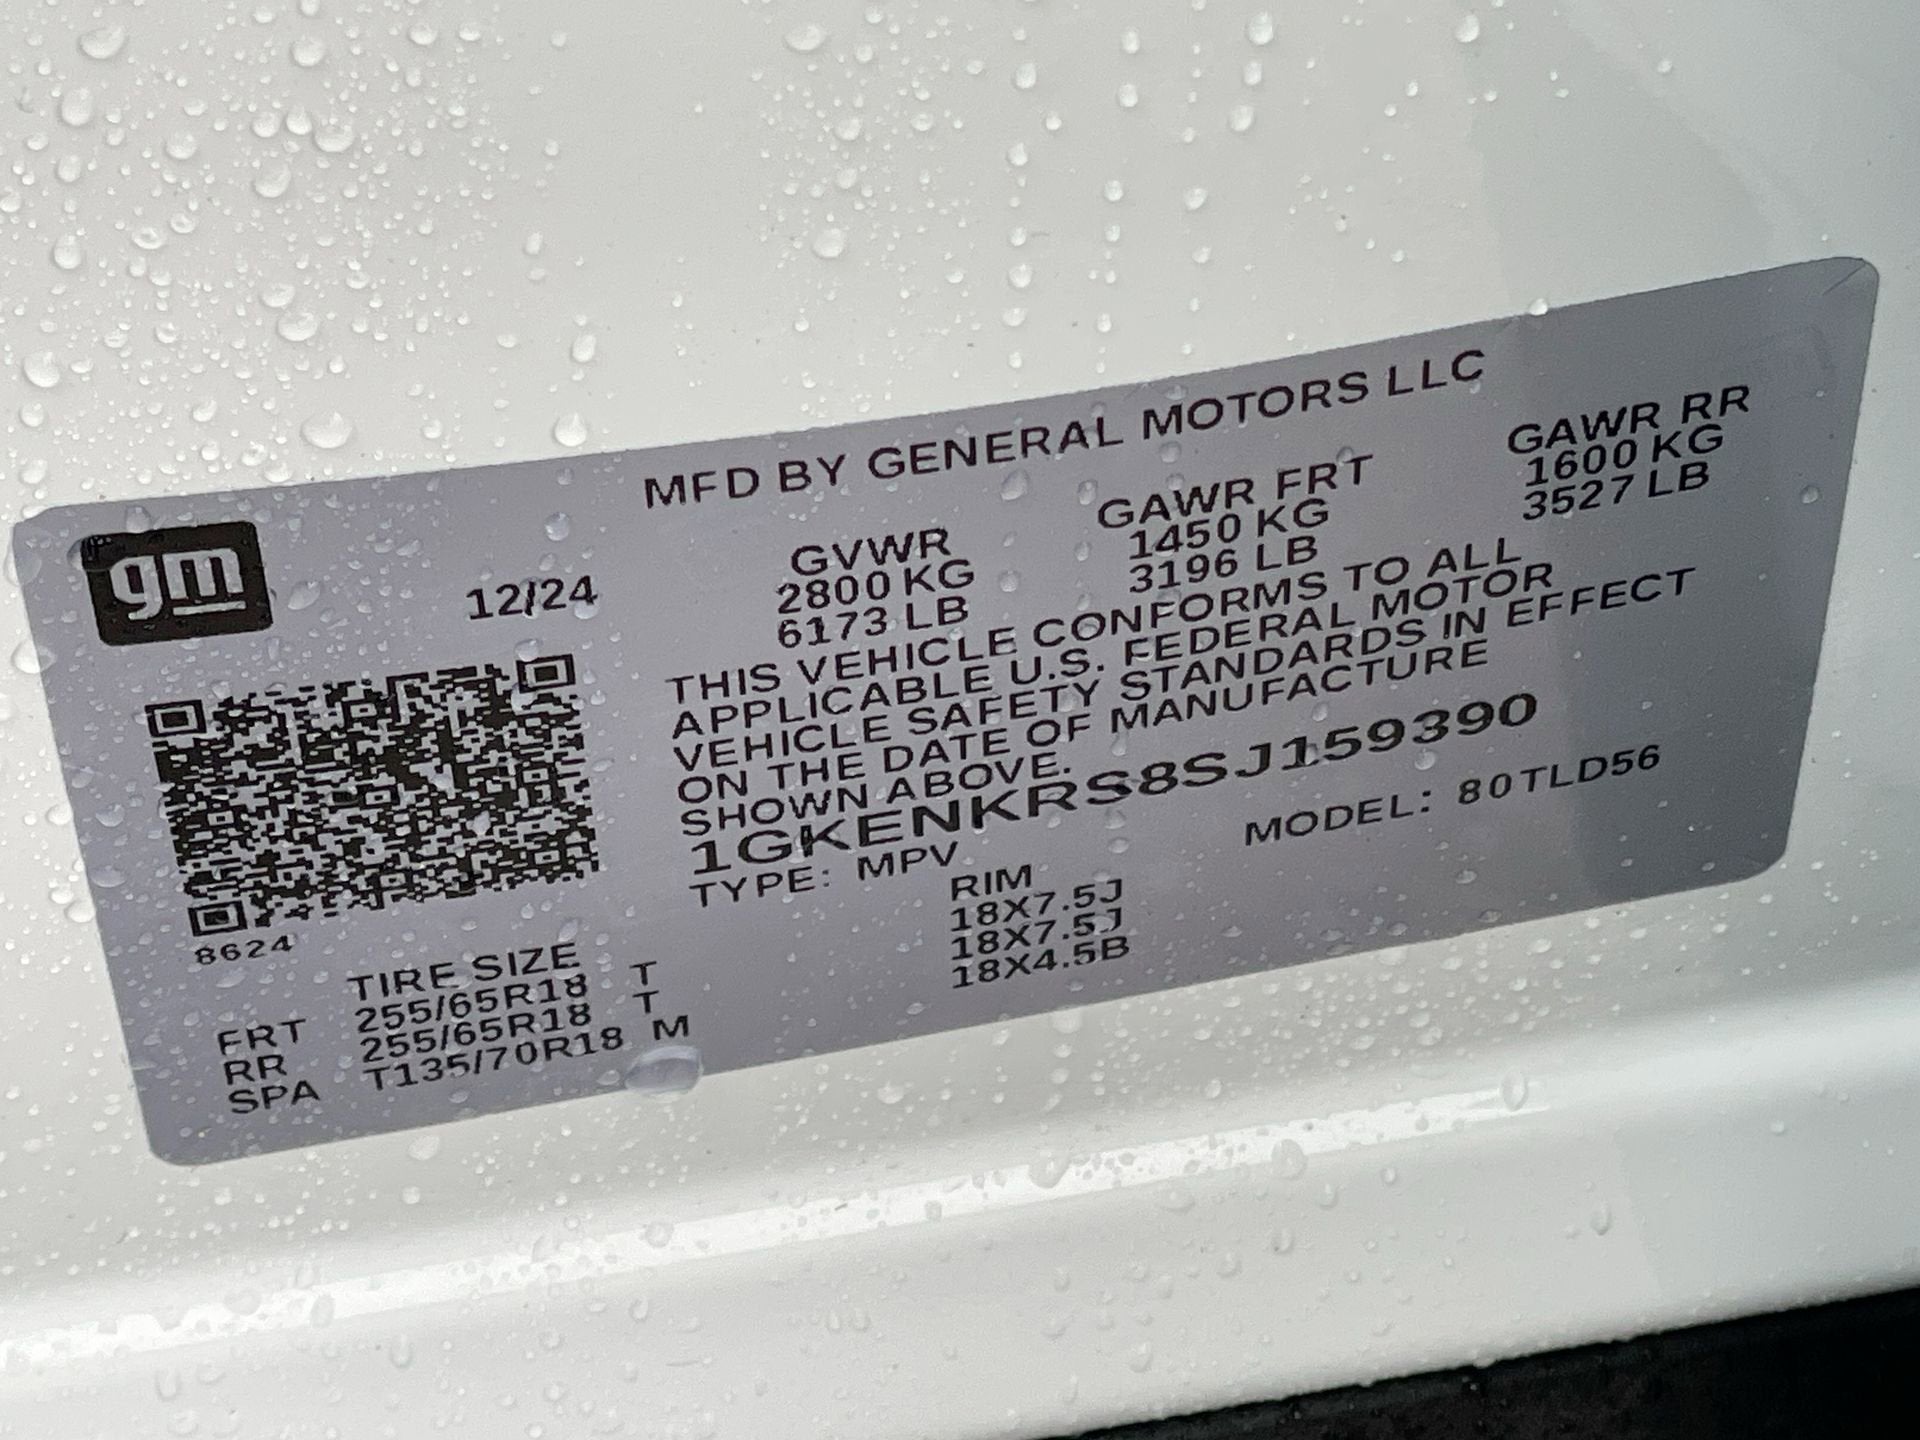 MFD BY GENERAL MOTORS LLC
gm
12/24
GVWR GAWR FRT GAWR RR
2800 KG 1450 KG 1600 KG
6173 LB 3196 LB 3527 LB
THIS VEHICLE CONFORMS TO ALL
APPLICABLE U.S. FEDERAL MOTOR
VEHICLE SAFETY STANDARDS IN EFFECT
ON THE DATE OF MANUFACTURE
SHOWN ABOVE.
1GKENKRS8SJ159390
TYPE: MPV MODEL: 80TLD56
8624
TIRE SIZE RIM
FRT 255/65R18 T 18X7.5J
RR 255/65R18 T 18X7.5J
SPA T135/70R18 M 18X4.5B